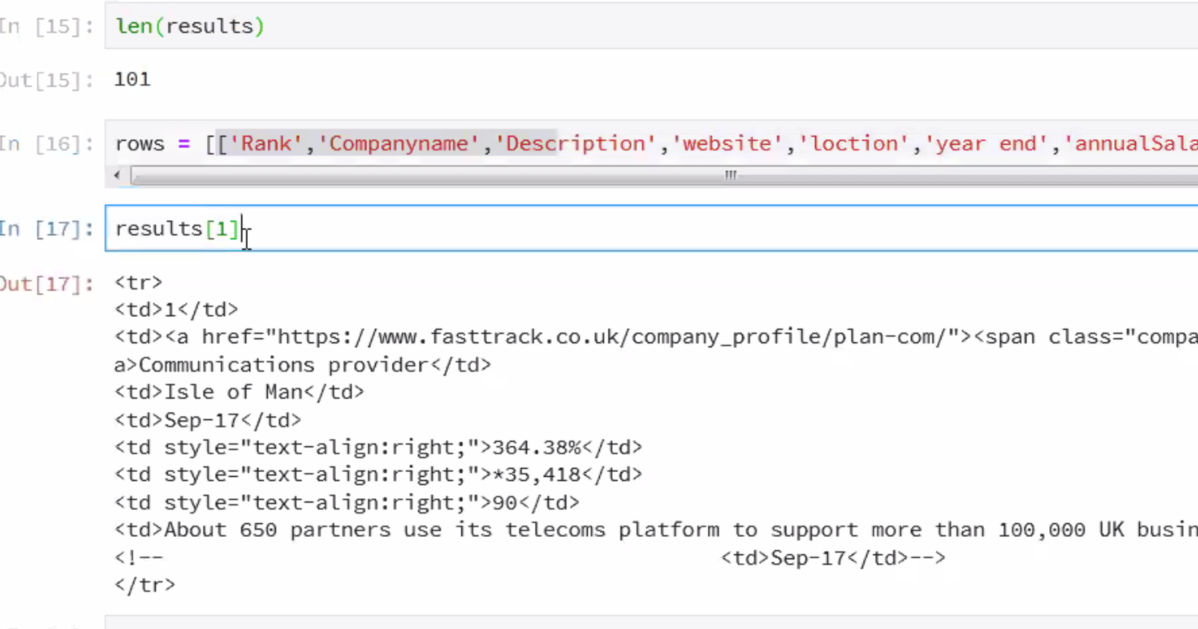 In [15]: len(results)
Out[15]: 101
In [16]: rows = [['Rank','Companyname','Description','website','loction','year end','annualSala
In [17]: results[1]
Out[17]: <tr>
<td>1</td>
<td><a href="https://www.fasttrack.co.uk/company_profile/plan-com/"><span class="compa
a>Communications provider</td>
<td>Isle of Man</td>
<td>Sep-17</td>
<td style="text-align:right;">364.38%</td>
<td style="text-align:right;">*35,418</td>
<td style="text-align:right;">90</td>
<td>About 650 partners use its telecoms platform to support more than 100,000 UK busin
<!-- <td>Sep-17</td>-->
</tr>